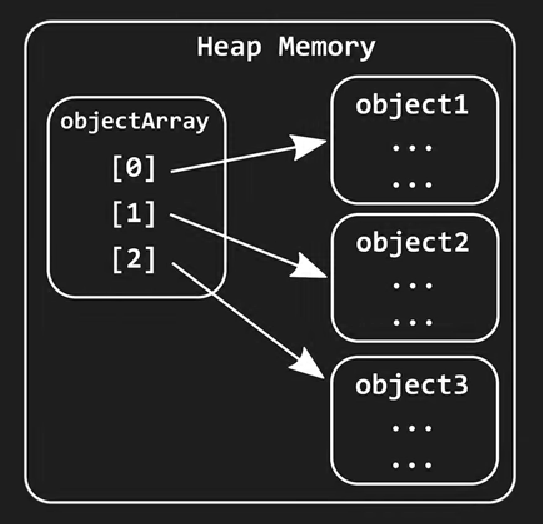 Heap Memory
objectArray
[0]
[1]
[2]
object1
...
...
object2
...
...
object3
...
...